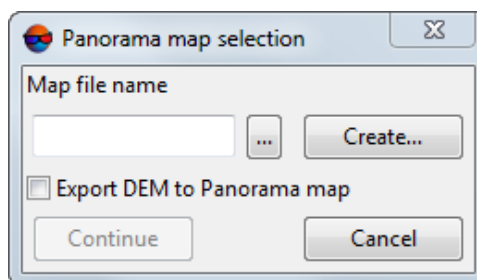 Panorama map selection
Map file name
... Create...
Export DEM to Panorama map
Continue Cancel